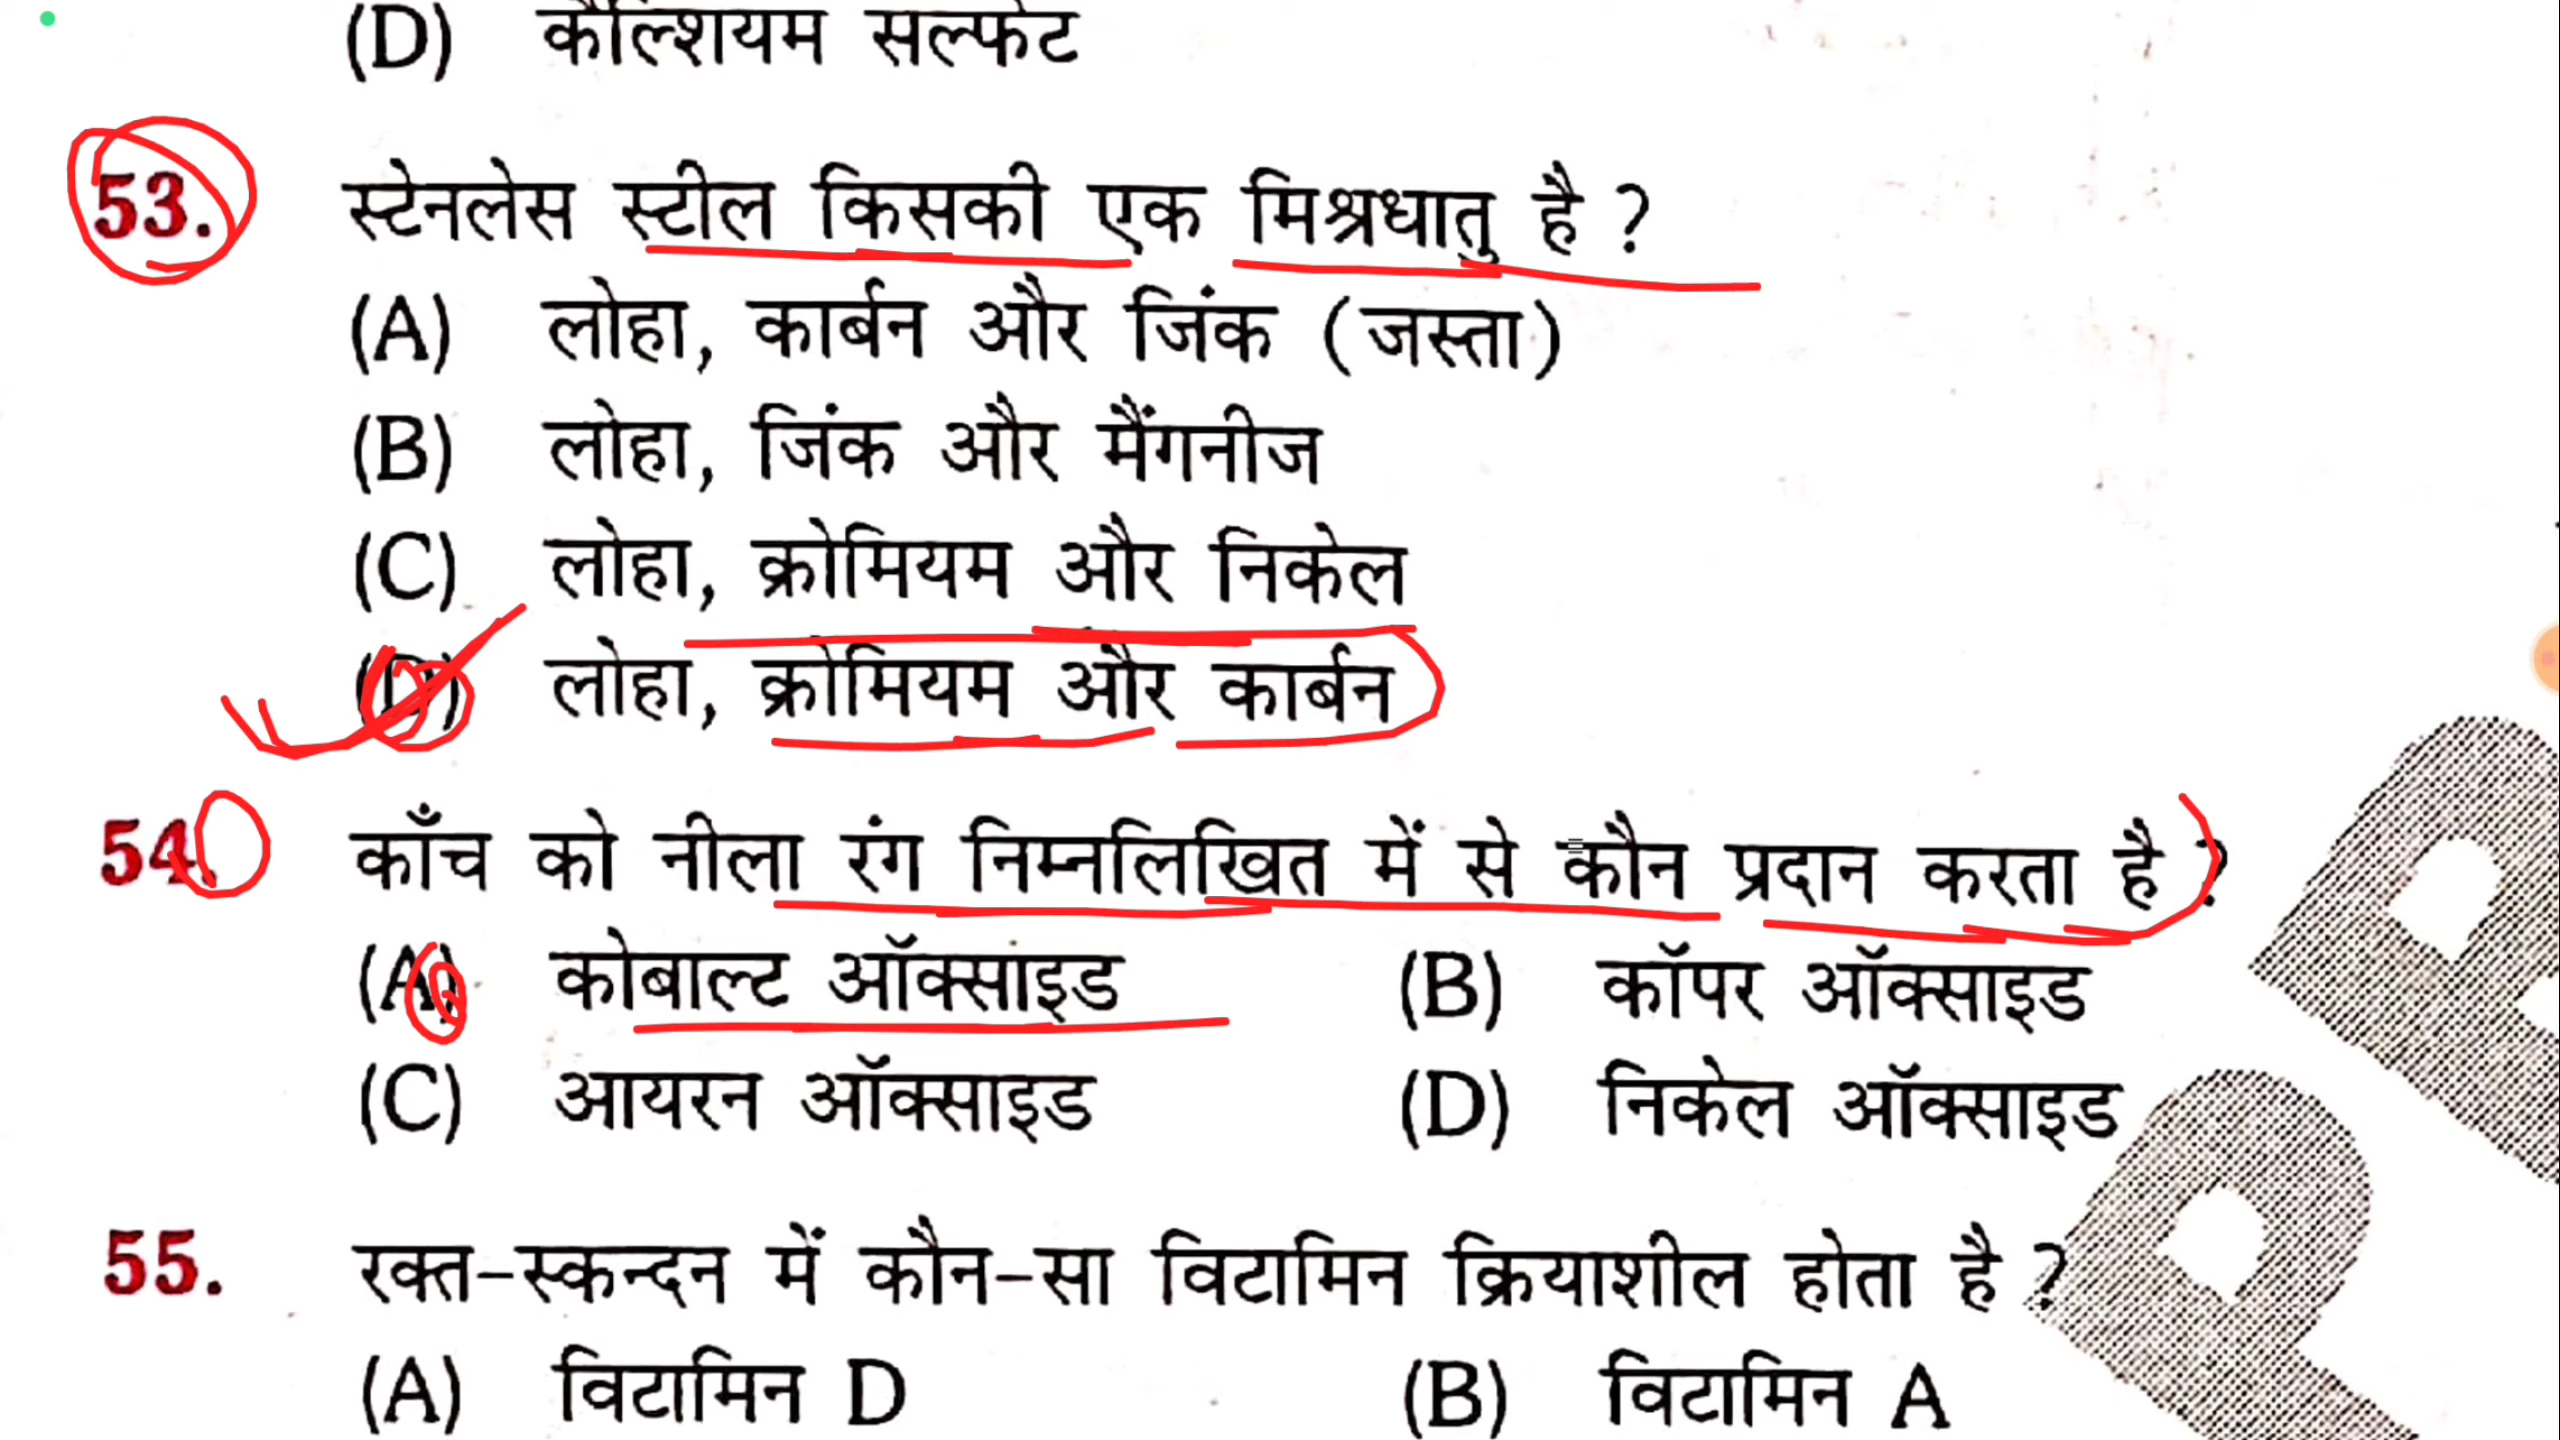 (D) कैल्शियम सल्फेट
53. स्टेनलेस स्टील किसकी एक मिश्रधातु है ?
(A) लोहा, कार्बन और जिंक (जस्ता)
(B) लोहा, जिंक और मैंगनीज
(C) लोहा, क्रोमियम और निकेल
(D) लोहा, क्रोमियम और कार्बन
54. काँच को नीला रंग निम्नलिखित में से कौन प्रदान करता है ?
(A) कोबाल्ट ऑक्साइड (B) कॉपर ऑक्साइड
(C) आयरन ऑक्साइड (D) निकेल ऑक्साइड
55. रक्त-स्कन्दन में कौन-सा विटामिन क्रियाशील होता है ?
(A) विटामिन D (B) विटामिन A